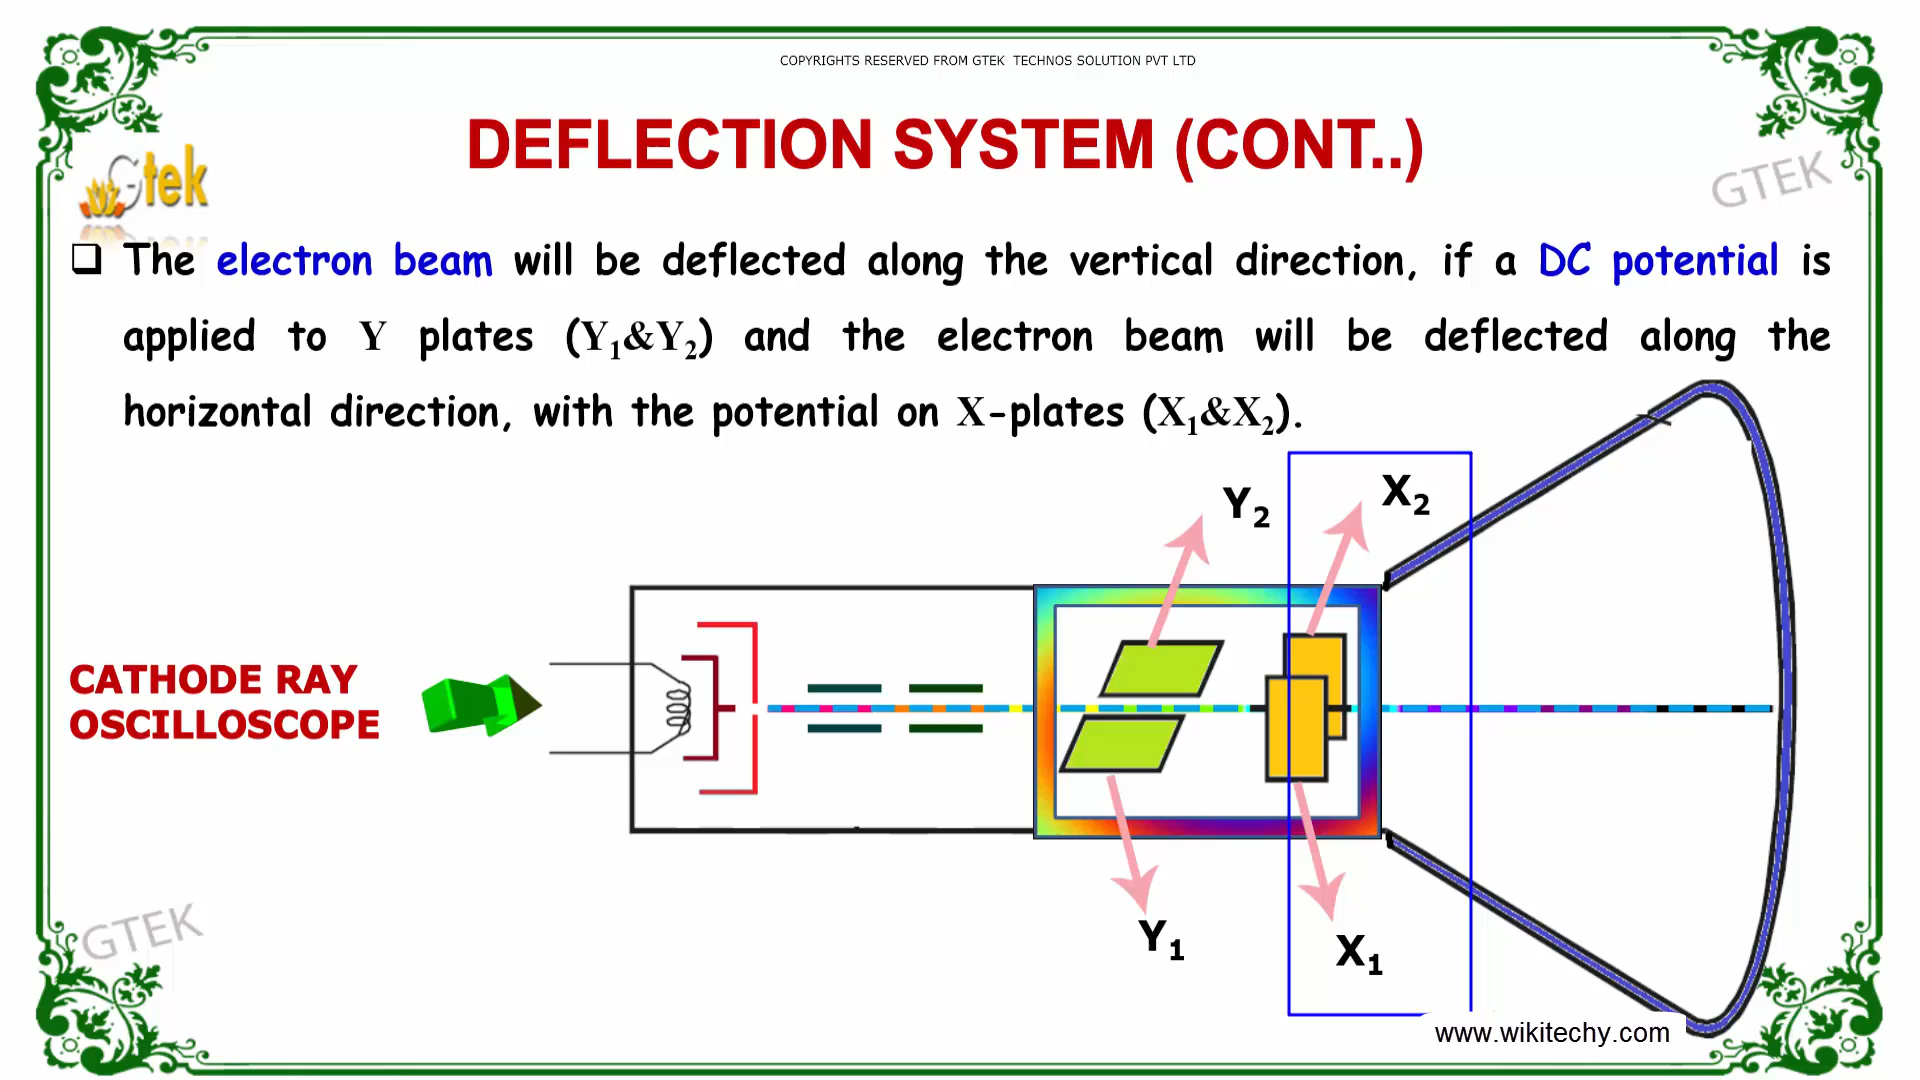 COPYRIGHTS RESERVED FROM GTEK TECHNOS SOLUTION PVT LTD
DEFLECTION SYSTEM (CONT..)
Gtek
GTEK
❑ The electron beam will be deflected along the vertical direction, if a DC potential is
applied to Y plates (Y₁&Y₂) and the electron beam will be deflected along the
horizontal direction, with the potential on X-plates (X₁&X₂).
Y₂
X₂
CATHODE RAY
OSCILLOSCOPE
Y₁
X₁
GTEK
www.wikitechy.com